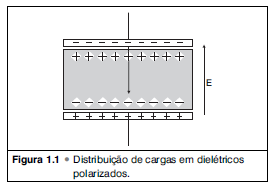 E
Figura 1.1 • Distribuição de cargas em dielétricos
polarizados.